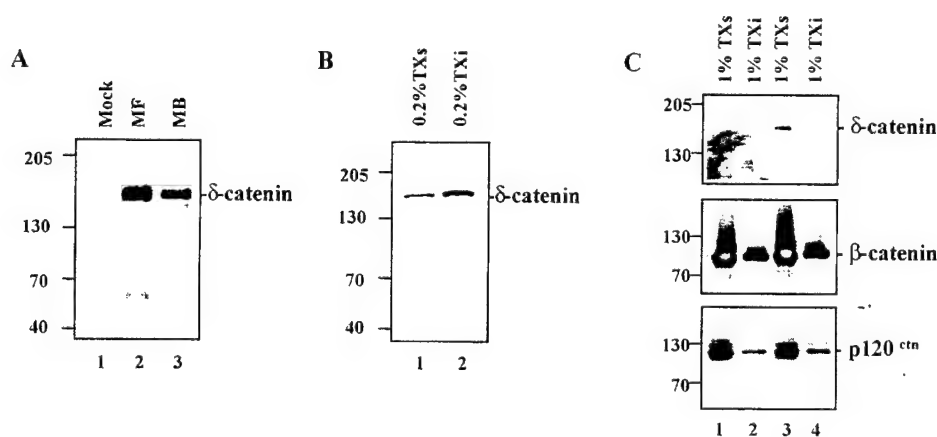 A
Mock
MF
MB
205
130
70
40
δ-catenin
1 2 3
B
0.2%TXs
0.2%TXi
205
130
70
40
δ-catenin
1 2
C
1% TXs
1% TXi
1% TXs
1% TXi
205
130
δ-catenin
130
70
β-catenin
130
70
p120 ctn
1 2 3 4